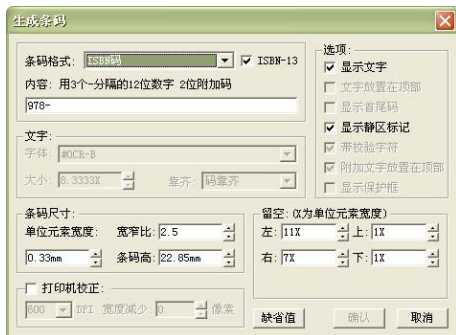 生成条码
条码格式: ISBN码 ISBN-13
内容: 用3个-分隔的12位数字 2位附加码
978-
文字:
字体: #OCR-B
大小: 8.3333X 靠齐: 码靠齐
选项:
显示文字
文字放置在顶部
显示首尾码
显示静区标记
带校验字符
附加文字放置在顶部
显示保护框
条码尺寸:
单位元素宽度: 宽窄比: 2.5
0.33mm 条码高: 22.85mm
打印机校正:
600 DPI 宽度减少: 0 像素
留空: (X为单位元素宽度)
左: 11X 上: 1X
右: 7X 下: 1X
缺省值 确认 取消